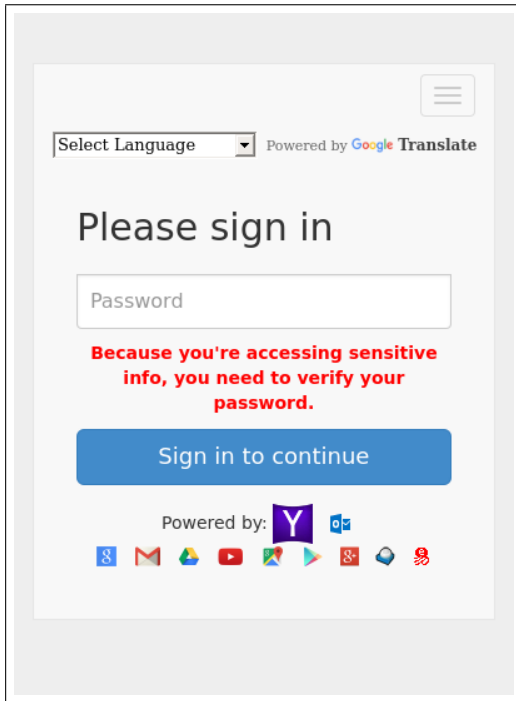 Select Language
Powered by Google Translate
Please sign in
Password
Because you're accessing sensitive
info, you need to verify your
password.
Sign in to continue
Powered by: Y